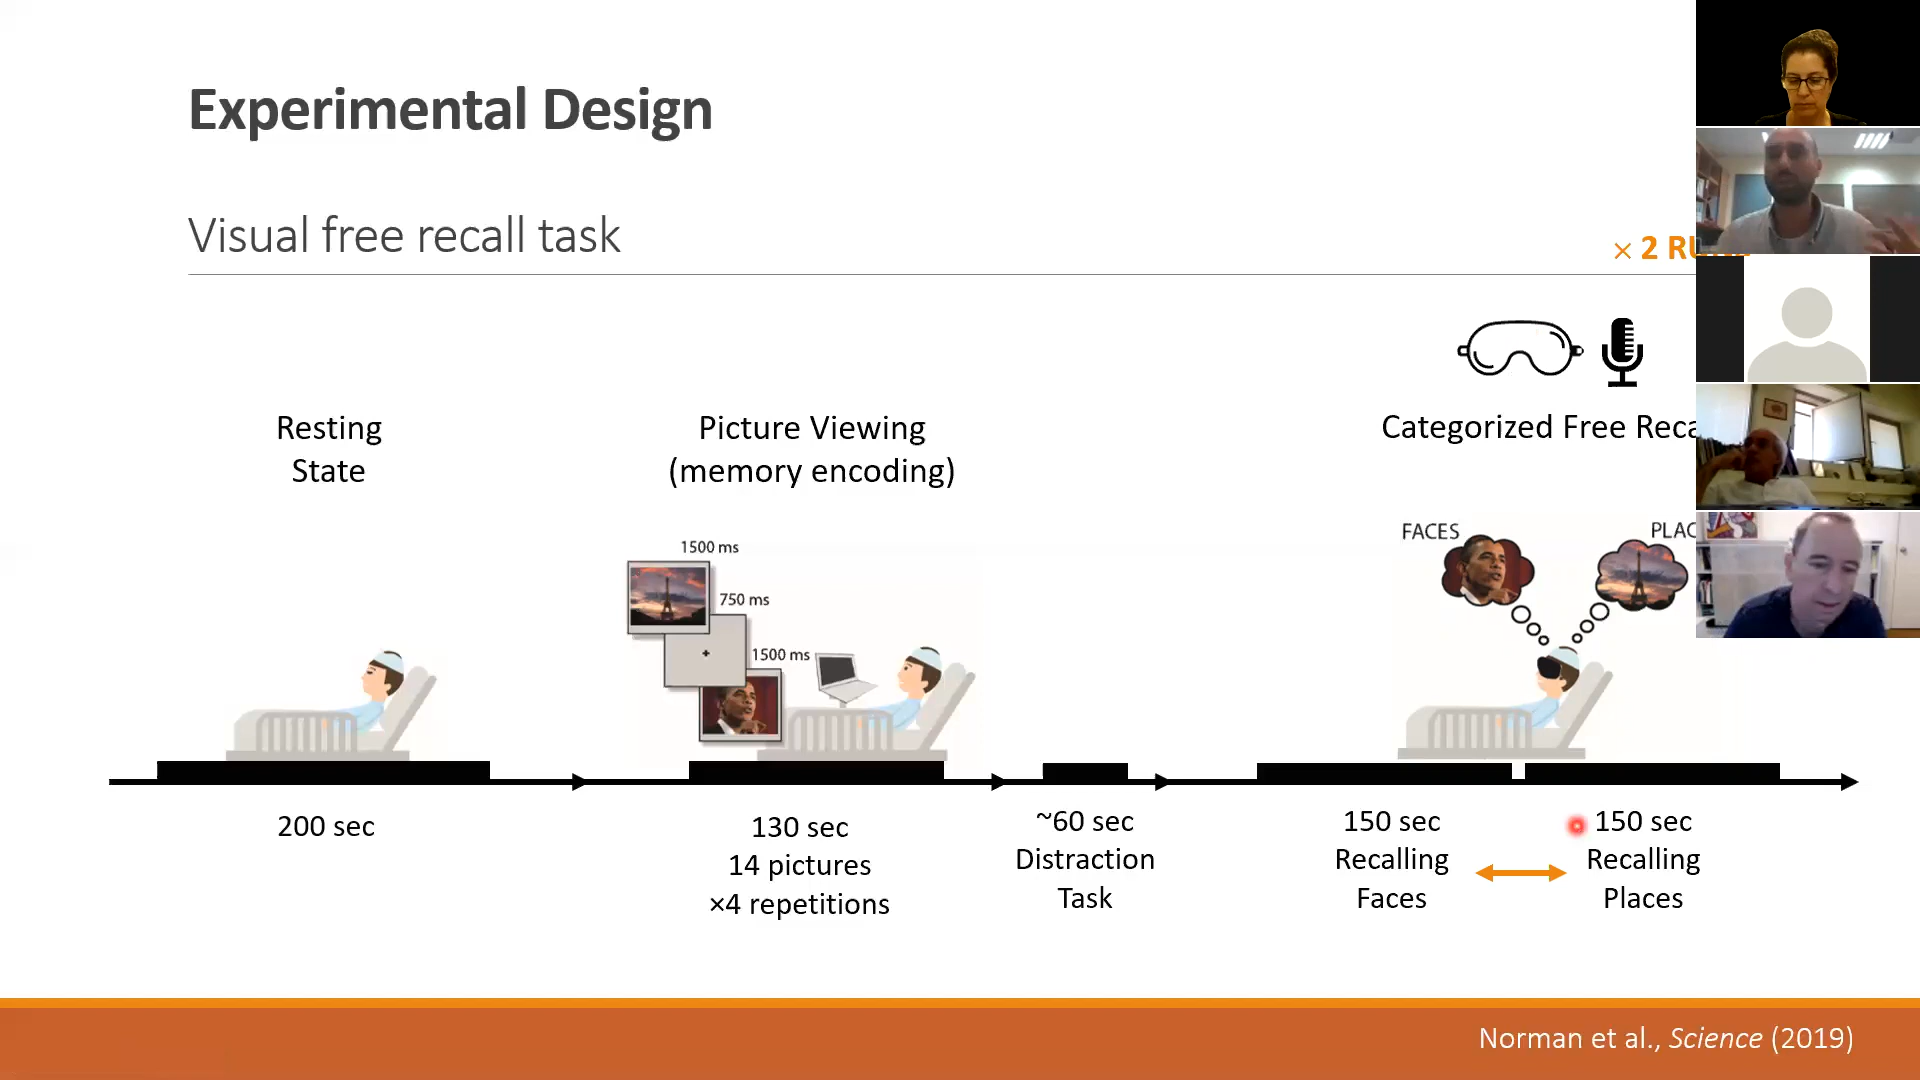 Experimental Design
Visual free recall task
× 2 RUNS
Resting
State
Picture Viewing
(memory encoding)
Categorized Free Reca
1500 ms
750 ms
1500 ms
FACES
PLAC
200 sec
130 sec
14 pictures
×4 repetitions
~60 sec
Distraction
Task
150 sec
Recalling
Faces
150 sec
Recalling
Places
Norman et al., Science (2019)